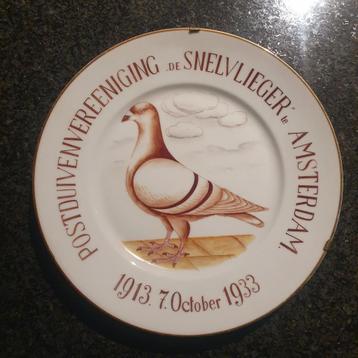 POSTDUIVENVEREENIGING „DE SNELVLIEGER" te AMSTERDAM.
1913. 7. October 1933